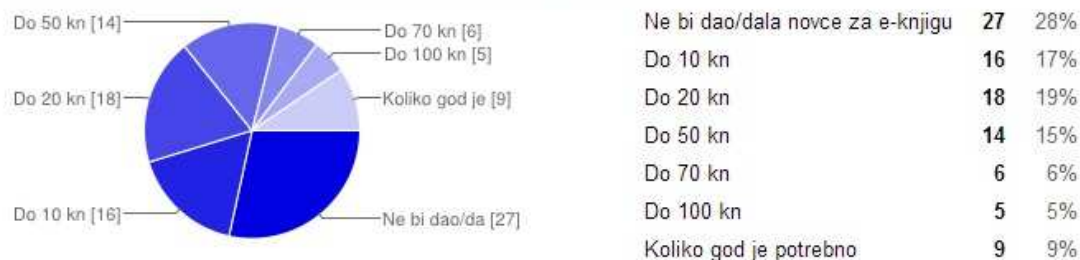 Do 50 kn [14]
Do 70 kn [6]
Do 100 kn [5]
Do 20 kn [18]
Koliko god je [9]
Do 10 kn [16]
Ne bi dao/da [27]
Ne bi dao/dala novce za e-knjigu 27 28%
Do 10 kn 16 17%
Do 20 kn 18 19%
Do 50 kn 14 15%
Do 70 kn 6 6%
Do 100 kn 5 5%
Koliko god je potrebno 9 9%